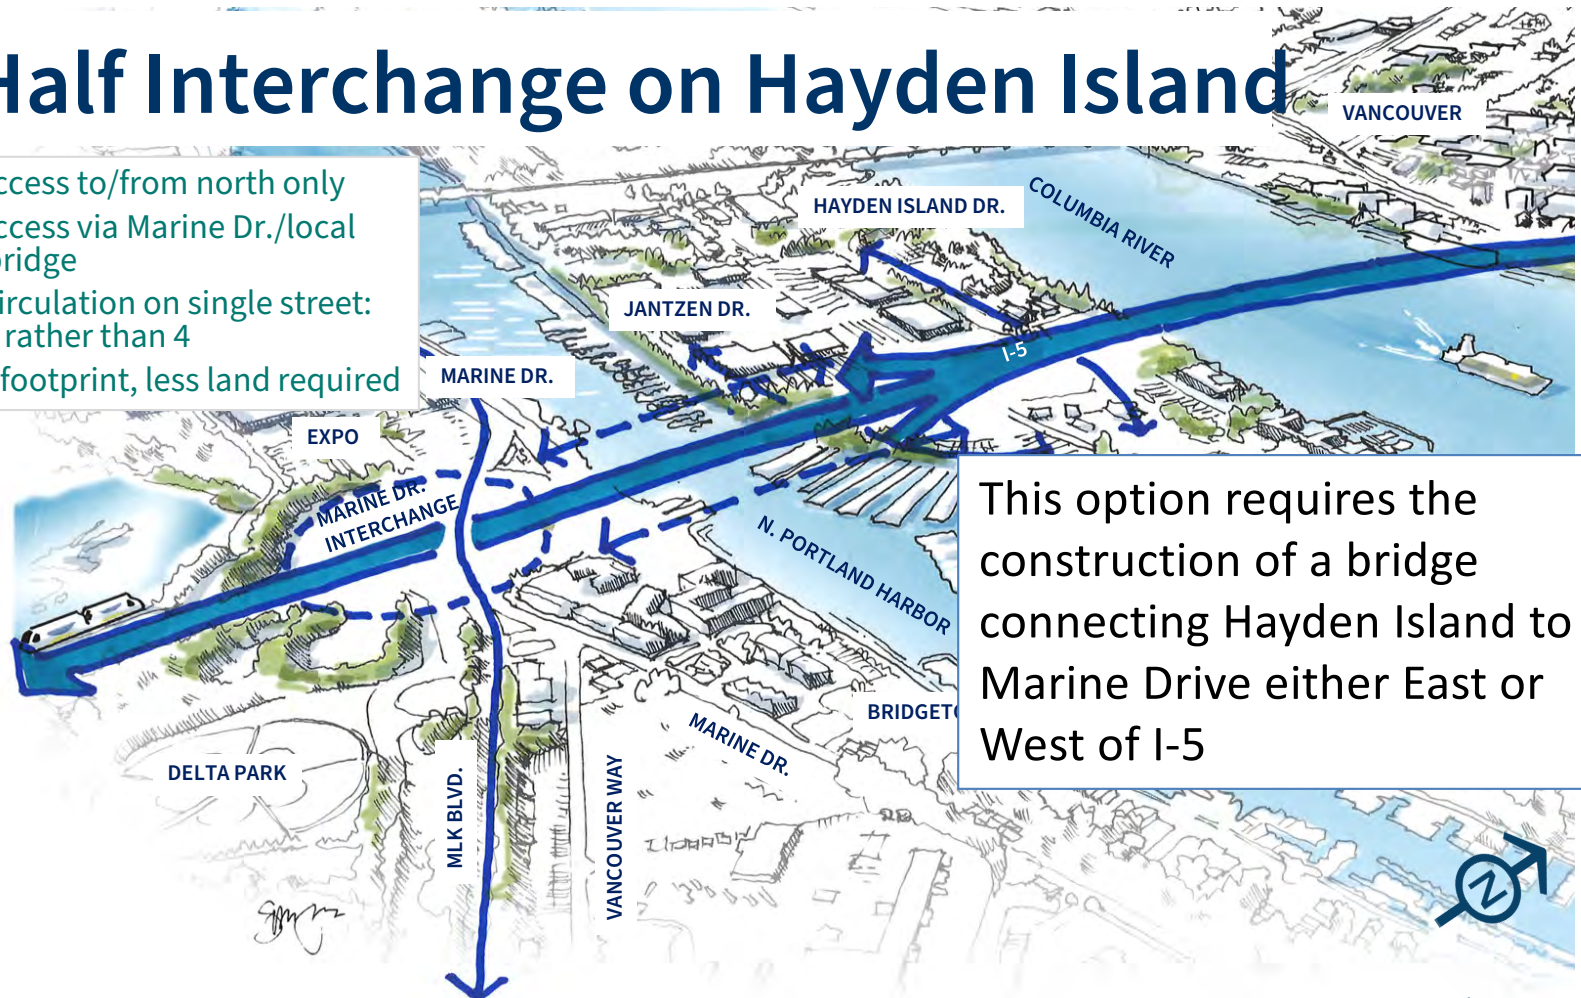 Half Interchange on Hayden Island
VANCOUVER
ccess to/from north only
ccess via Marine Dr./local
ridge
irculation on single street:
rather than 4
footprint, less land required
HAYDEN ISLAND DR.
COLUMBIA RIVER
JANTZEN DR.
I-5
MARINE DR.
EXPO
MARINE DR.
INTERCHANGE
N. PORTLAND HARBOR
This option requires the
construction of a bridge
connecting Hayden Island to
Marine Drive either East or
West of I-5
BRIDGET
MARINE DR.
DELTA PARK
MLK BLVD.
VANCOUVER WAY
N